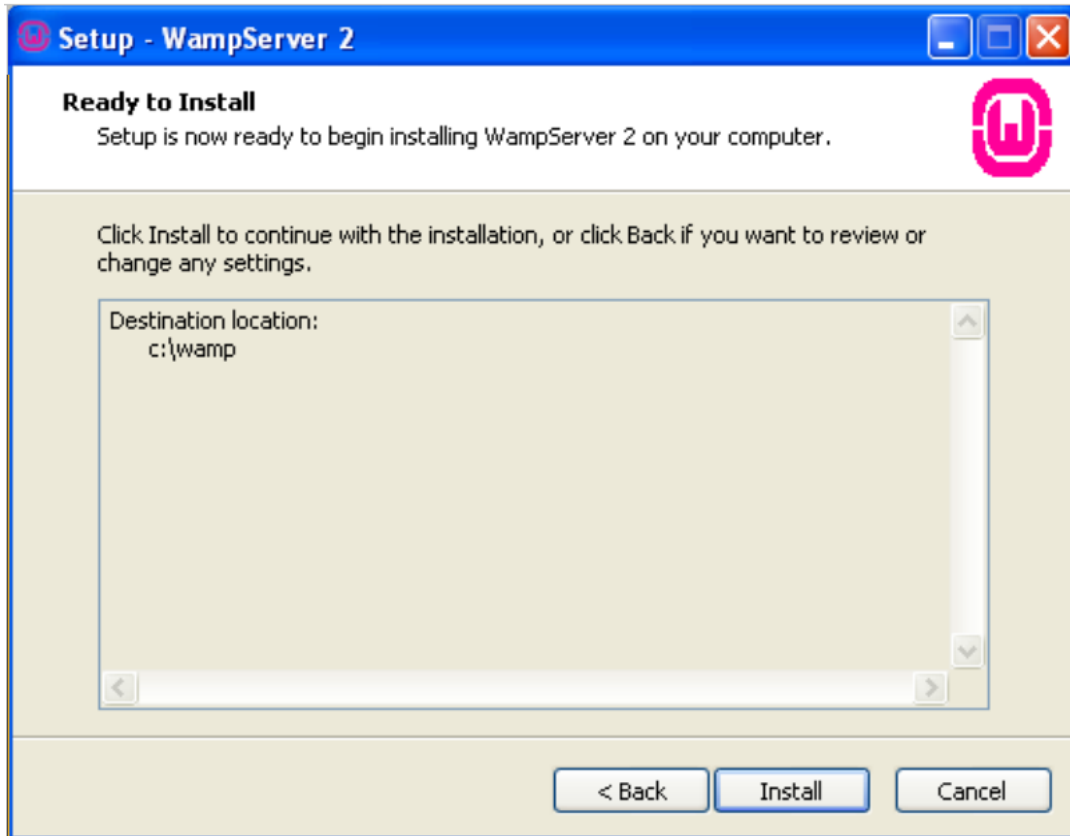 Setup - WampServer 2
Ready to Install
Setup is now ready to begin installing WampServer 2 on your computer.
Click Install to continue with the installation, or click Back if you want to review or
change any settings.
Destination location:
c:\wamp
< Back
Install
Cancel